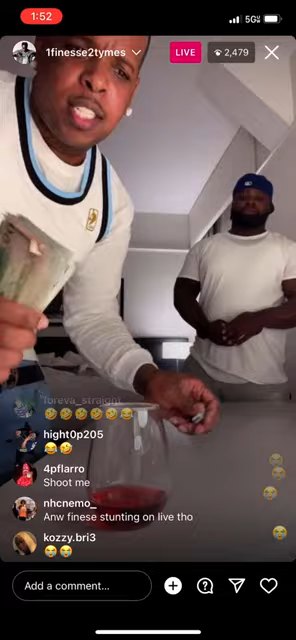 1:52
5G
1finesse2tymes
LIVE
2,479
foreva_straight
hight0p205
4pflarro
Shoot me
nhcnemo_
Anw finese stunting on live tho
kozzy.bri3
Add a comment...